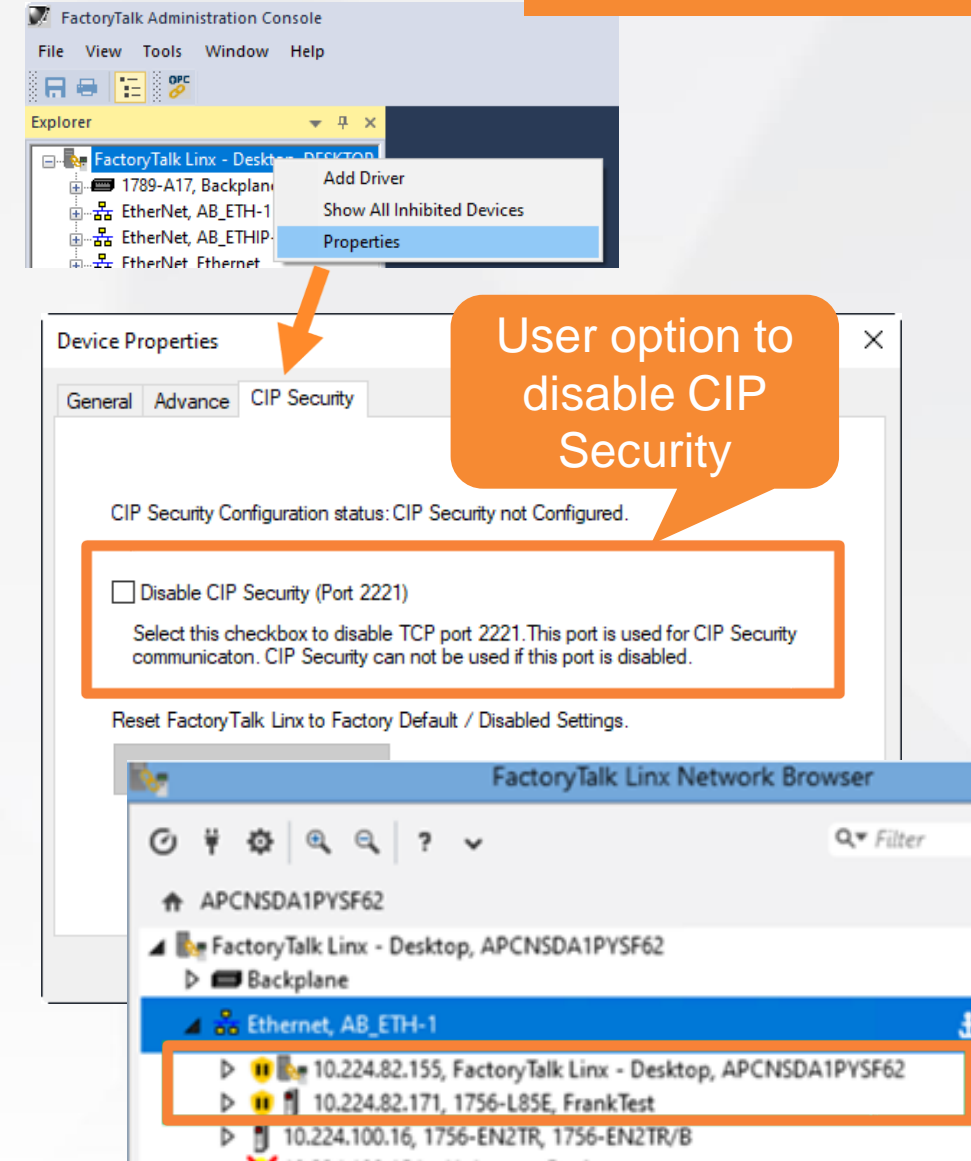 FactoryTalk Administration Console
File View Tools Window Help
OPC
Explorer
FactoryTalk Linx - Desktop, DESKTOP
1789-A17, Backplan
EtherNet, AB_ETH-1
EtherNet, AB_ETHIP-
EtherNet, Ethernet
Add Driver
Show All Inhibited Devices
Properties
User option to
disable CIP
Security
Device Properties
General Advance CIP Security
CIP Security Configuration status: CIP Security not Configured.
Disable CIP Security (Port 2221)
Select this checkbox to disable TCP port 2221.This port is used for CIP Security
communicaton. CIP Security can not be used if this port is disabled.
Reset FactoryTalk Linx to Factory Default / Disabled Settings.
FactoryTalk Linx Network Browser
Filter
APCNSDA1PYSF62
FactoryTalk Linx - Desktop, APCNSDA1PYSF62
Backplane
Ethernet, AB_ETH-1
10.224.82.155, FactoryTalk Linx - Desktop, APCNSDA1PYSF62
10.224.82.171, 1756-L85E, FrankTest
10.224.100.16, 1756-EN2TR, 1756-EN2TR/B